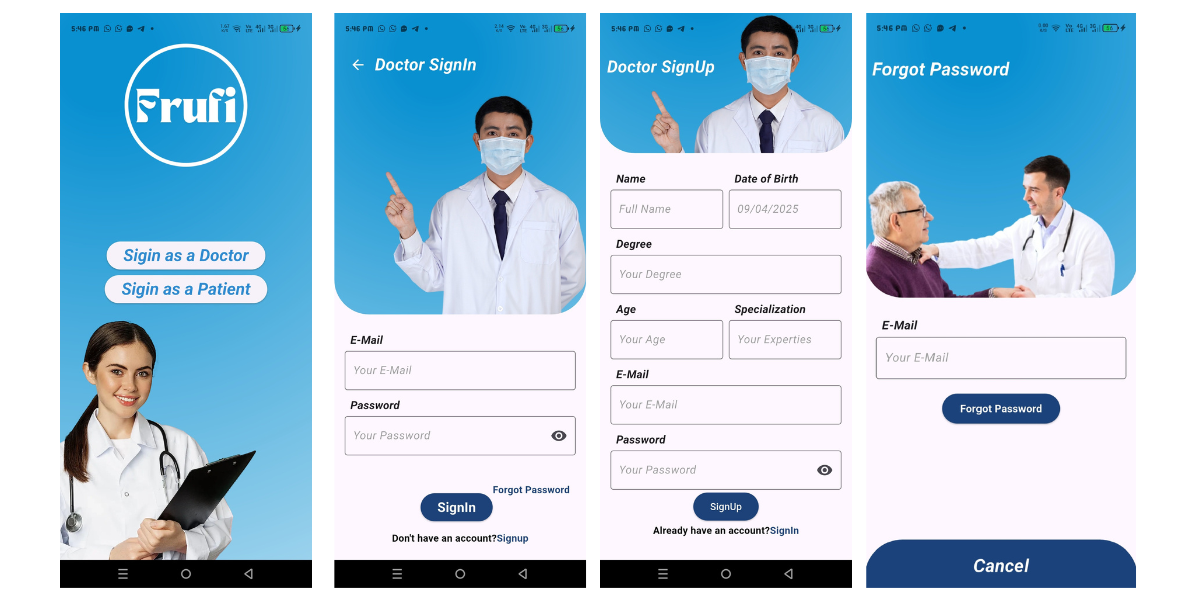 5:46 PM
Frufi
Sigin as a Doctor
Sigin as a Patient
5:46 PM
Doctor SignIn
E-Mail
Your E-Mail
Password
Your Password
Forgot Password
SignIn
Don't have an account?Signup
5:46 PM
Doctor SignUp
Name
Date of Birth
Full Name
09/04/2025
Degree
Your Degree
Age
Specialization
Your Age
Your Experties
E-Mail
Your E-Mail
Password
Your Password
SignUp
Already have an account?SignIn
5:46 PM
Forgot Password
E-Mail
Your E-Mail
Forgot Password
Cancel